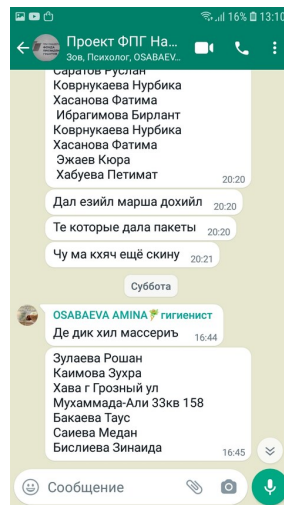 16% 13:10
Проект ФПГ На...
Зов, Психолог, OSABAEV...
Саратов Руслан
Коврнукаева Нурбика
Хасанова Фатима
Ибрагимова Бирлант
Коврнукаева Нурбика
Хасанова Фатима
Эжаев Кюра
Хабуева Петимат
20:20
Дал езийл марша дохийл 20:20
Те которые дала пакеты 20:20
Чу ма кхяч ещё скину 20:21
Суббота
OSABAEVA AMINA гигиенист
Де дик хил массериъ 16:44
Зулаева Рошан
Каимова Зухра
Хава г Грозный ул
Мухаммада-Али 33кв 158
Бакаева Таус
Саиева Медан
Бислиева Зинаида
16:45
Сообщение